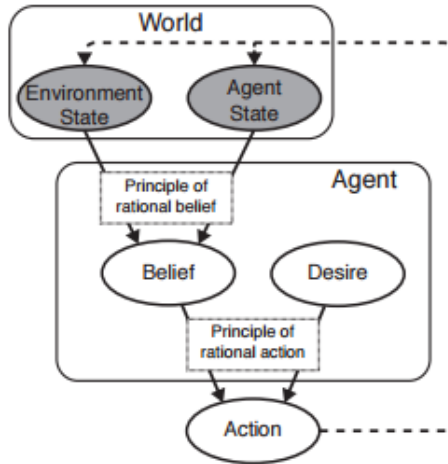 World
Environment
State
Agent
State
Principle of
rational belief
Agent
Belief
Desire
Principle of
rational action
Action